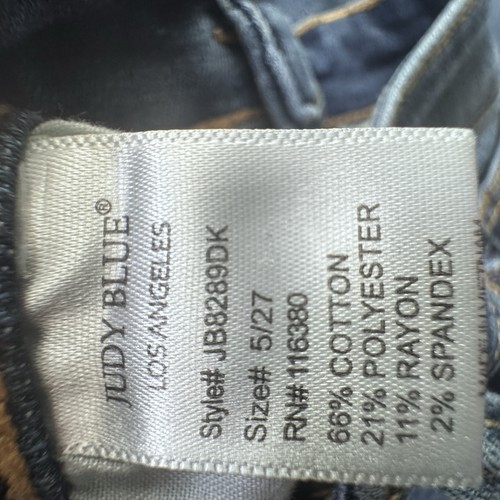 JUDY BLUE®
LOS ANGELES
Style# JB8289DK
Size# 5/27
RN# 116380
66% COTTON
21% POLYESTER
11% RAYON
2% SPANDEX